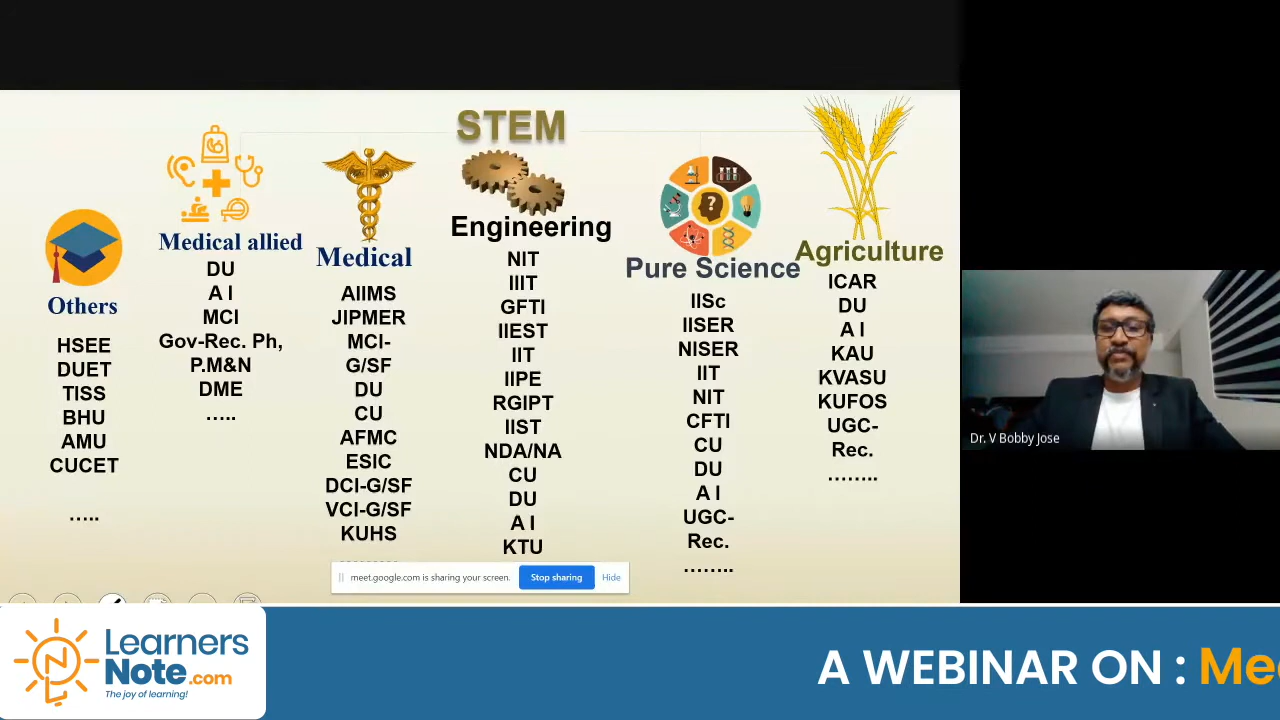 STEM
Others
HSEE
DUET
TISS
BHU
AMU
CUCET
…..
Medical allied
DU
A I
MCI
Gov-Rec. Ph,
P.M&N
DME
…..
Medical
AIIMS
JIPMER
MCI-
G/SF
DU
CU
AFMC
ESIC
DCI-G/SF
VCI-G/SF
KUHS
Engineering
NIT
IIIT
GFTI
IIEST
IIT
IIPE
RGIPT
IIST
NDA/NA
CU
DU
A I
KTU
?
Pure Science
IISc
IISER
NISER
IIT
NIT
CFTI
CU
DU
A I
UGC-
Rec.
……..
Agriculture
ICAR
DU
A I
KAU
KVASU
KUFOS
UGC-
Rec.
……..
Dr. V Bobby Jose
meet.google.com is sharing your screen.
Stop sharing
Hide
Learners
Note.com
The joy of learning!
A WEBINAR ON :